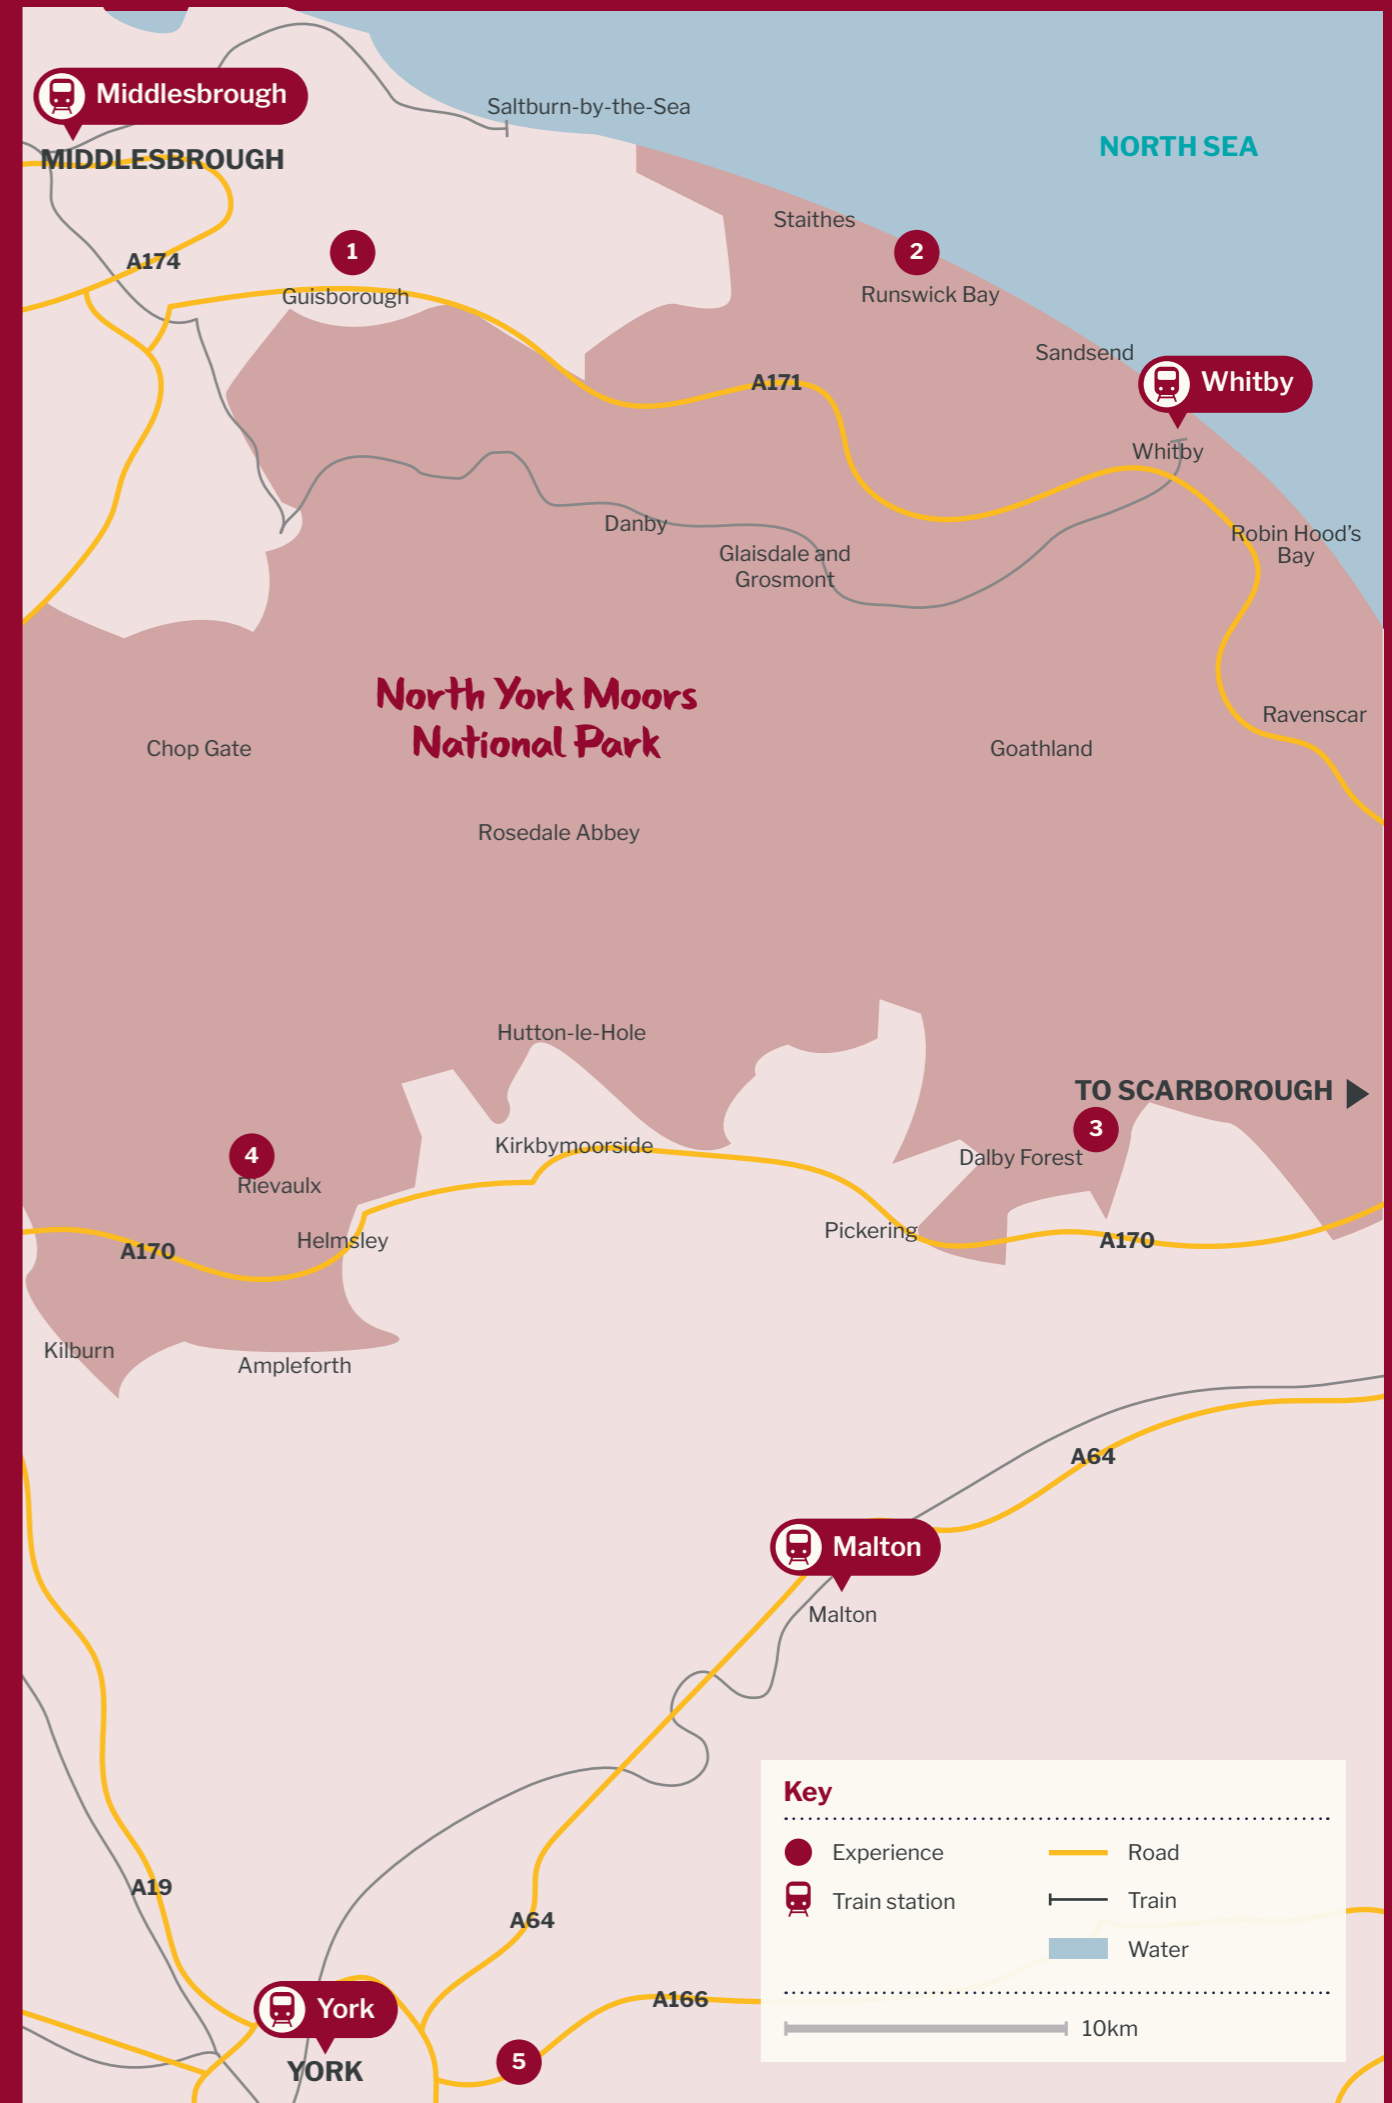 Middlesbrough
Saltburn-by-the-Sea
NORTH SEA
MIDDLESBROUGH
Staithes
1
2
A174
Guisborough
Runswick Bay
Sandsend
A171
Whitby
Whitby
Danby
Robin Hood’s
Bay
Glaisdale and
Grosmont
North York Moors
National Park
Ravenscar
Chop Gate
Goathland
Rosedale Abbey
Hutton-le-Hole
TO SCARBOROUGH
3
Kirkbymoorside
4
Dalby Forest
Rievaulx
Pickering
Helmsley
A170
A170
Kilburn
Ampleforth
A64
Malton
Malton
Key
Experience
Road
Train station
Train
Water
10km
A19
A64
A166
York
5
YORK